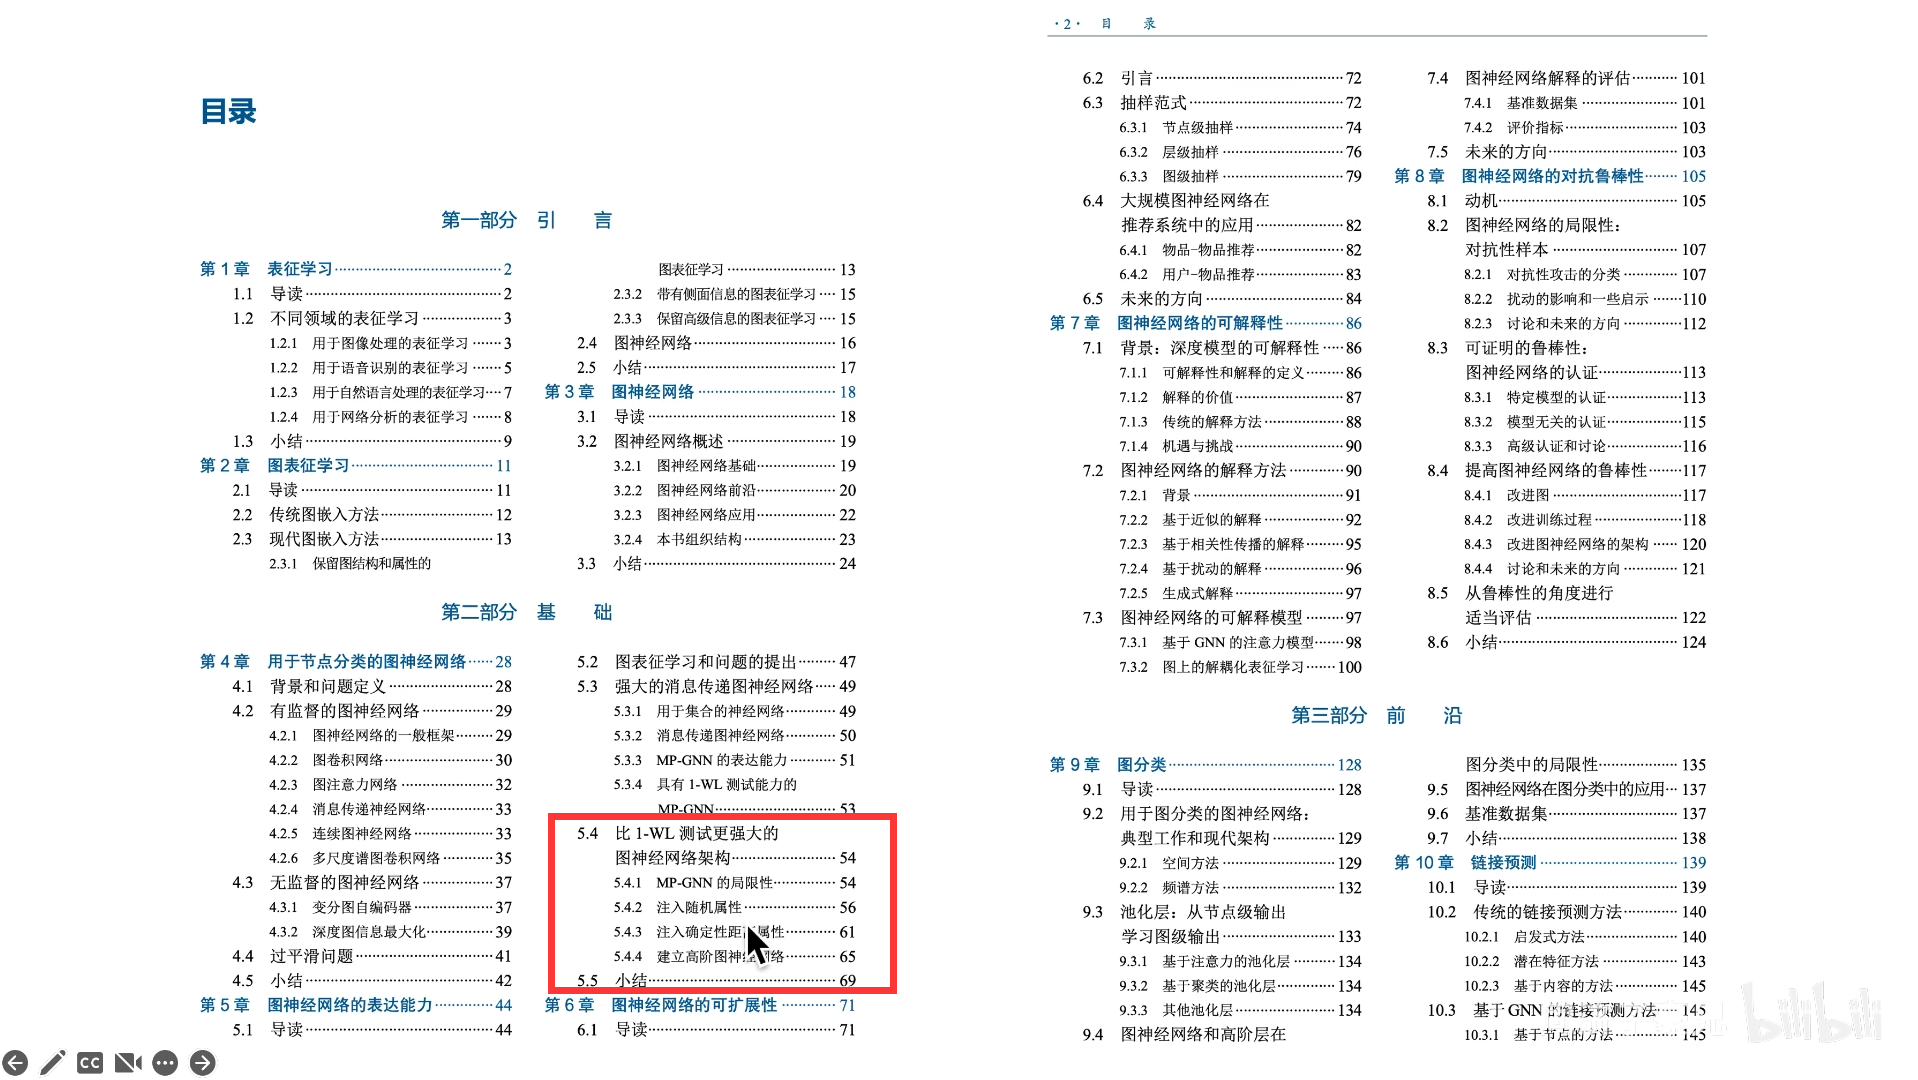 目录
第一部分 引 言
第 1 章 表征学习 2
1.1 导读 2
1.2 不同领域的表征学习 3
1.2.1 用于图像处理的表征学习 3
1.2.2 用于语音识别的表征学习 5
1.2.3 用于自然语言处理的表征学习 7
1.2.4 用于网络分析的表征学习 8
1.3 小结 9
第 2 章 图表征学习 11
2.1 导读 11
2.2 传统图嵌入方法 12
2.3 现代图嵌入方法 13
2.3.1 保留图结构和属性的
图表征学习 13
2.3.2 带有侧面信息的图表征学习 15
2.3.3 保留高级信息的图表征学习 15
2.4 图神经网络 16
2.5 小结 17
第 3 章 图神经网络 18
3.1 导读 18
3.2 图神经网络概述 19
3.2.1 图神经网络基础 19
3.2.2 图神经网络前沿 20
3.2.3 图神经网络应用 22
3.2.4 本书组织结构 23
3.3 小结 24
第二部分 基 础
第 4 章 用于节点分类的图神经网络 28
4.1 背景和问题定义 28
4.2 有监督的图神经网络 29
4.2.1 图神经网络的一般框架 29
4.2.2 图卷积网络 30
4.2.3 图注意力网络 32
4.2.4 消息传递神经网络 33
4.2.5 连续图神经网络 33
4.2.6 多尺度谱图卷积网络 35
4.3 无监督的图神经网络 37
4.3.1 变分图自编码器 37
4.3.2 深度图信息最大化 39
4.4 过平滑问题 41
4.5 小结 42
第 5 章 图神经网络的表达能力 44
5.1 导读 44
5.2 图表征学习和问题的提出 47
5.3 强大的消息传递图神经网络 49
5.3.1 用于集合的神经网络 49
5.3.2 消息传递图神经网络 50
5.3.3 MP-GNN 的表达能力 51
5.3.4 具有 1-WL 测试能力的
MP-GNN 53
5.4 比 1-WL 测试更强大的
图神经网络架构 54
5.4.1 MP-GNN 的局限性 54
5.4.2 注入随机属性 56
5.4.3 注入确定性距离属性 61
5.4.4 建立高阶图神经网络 65
5.5 小结 69
第 6 章 图神经网络的可扩展性 71
6.1 导读 71
· 2 · 目 录
6.2 引言 72
6.3 抽样范式 72
6.3.1 节点级抽样 74
6.3.2 层级抽样 76
6.3.3 图级抽样 79
6.4 大规模图神经网络在
推荐系统中的应用 82
6.4.1 物品-物品推荐 82
6.4.2 用户-物品推荐 83
6.5 未来的方向 84
第 7 章 图神经网络的可解释性 86
7.1 背景：深度模型的可解释性 86
7.1.1 可解释性和解释的定义 86
7.1.2 解释的价值 87
7.1.3 传统的解释方法 88
7.1.4 机遇与挑战 90
7.2 图神经网络的解释方法 90
7.2.1 背景 91
7.2.2 基于近似的解释 92
7.2.3 基于相关性传播的解释 95
7.2.4 基于扰动的解释 96
7.2.5 生成式解释 97
7.3 图神经网络的可解释模型 97
7.3.1 基于 GNN 的注意力模型 98
7.3.2 图上的解耦化表征学习 100
7.4 图神经网络解释的评估 101
7.4.1 基准数据集 101
7.4.2 评价指标 103
7.5 未来的方向 103
第 8 章 图神经网络的对抗鲁棒性 105
8.1 动机 105
8.2 图神经网络的局限性：
对抗性样本 107
8.2.1 对抗性攻击的分类 107
8.2.2 扰动的影响和一些启示 110
8.2.3 讨论和未来的方向 112
8.3 可证明的鲁棒性：
图神经网络的认证 113
8.3.1 特定模型的认证 113
8.3.2 模型无关的认证 115
8.3.3 高级认证和讨论 116
8.4 提高图神经网络的鲁棒性 117
8.4.1 改进图 117
8.4.2 改进训练过程 118
8.4.3 改进图神经网络的架构 120
8.4.4 讨论和未来的方向 121
8.5 从鲁棒性的角度进行
适当评估 122
8.6 小结 124
第三部分 前 沿
第 9 章 图分类 128
9.1 导读 128
9.2 用于图分类的图神经网络：
典型工作和现代架构 129
9.2.1 空间方法 129
9.2.2 频谱方法 132
9.3 池化层：从节点级输出
学习图级输出 133
9.3.1 基于注意力的池化层 134
9.3.2 基于聚类的池化层 134
9.3.3 其他池化层 134
9.4 图神经网络和高阶层在
图分类中的局限性 135
9.5 图神经网络在图分类中的应用 137
9.6 基准数据集 137
9.7 小结 138
第 10 章 链接预测 139
10.1 导读 139
10.2 传统的链接预测方法 140
10.2.1 启发式方法 140
10.2.2 潜在特征方法 143
10.2.3 基于内容的方法 145
10.3 基于 GNN 的链接预测方法 145
10.3.1 基于节点的方法 145
CC
bilibili